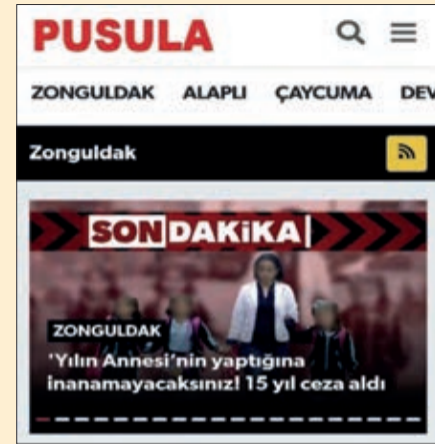 PUSULA
ZONGULDAK ALAPLI ÇAYCUMA DEV
Zonguldak
SON DAKİKA
ZONGULDAK
'Yılın Annesi'nin yaptığına
inanamayacaksınız! 15 yıl ceza aldı